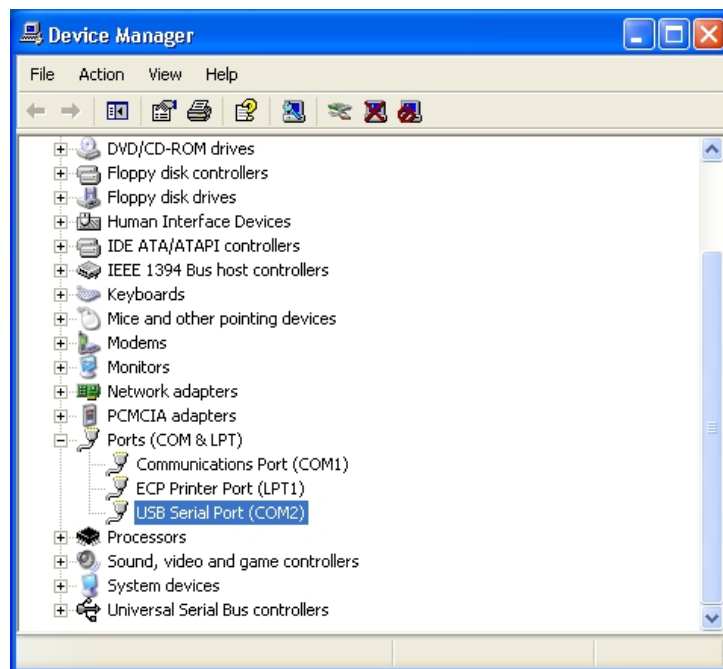 Device Manager
File Action View Help
DVD/CD-ROM drives
Floppy disk controllers
Floppy disk drives
Human Interface Devices
IDE ATA/ATAPI controllers
IEEE 1394 Bus host controllers
Keyboards
Mice and other pointing devices
Modems
Monitors
Network adapters
PCMCIA adapters
Ports (COM & LPT)
Communications Port (COM1)
ECP Printer Port (LPT1)
USB Serial Port (COM2)
Processors
Sound, video and game controllers
System devices
Universal Serial Bus controllers